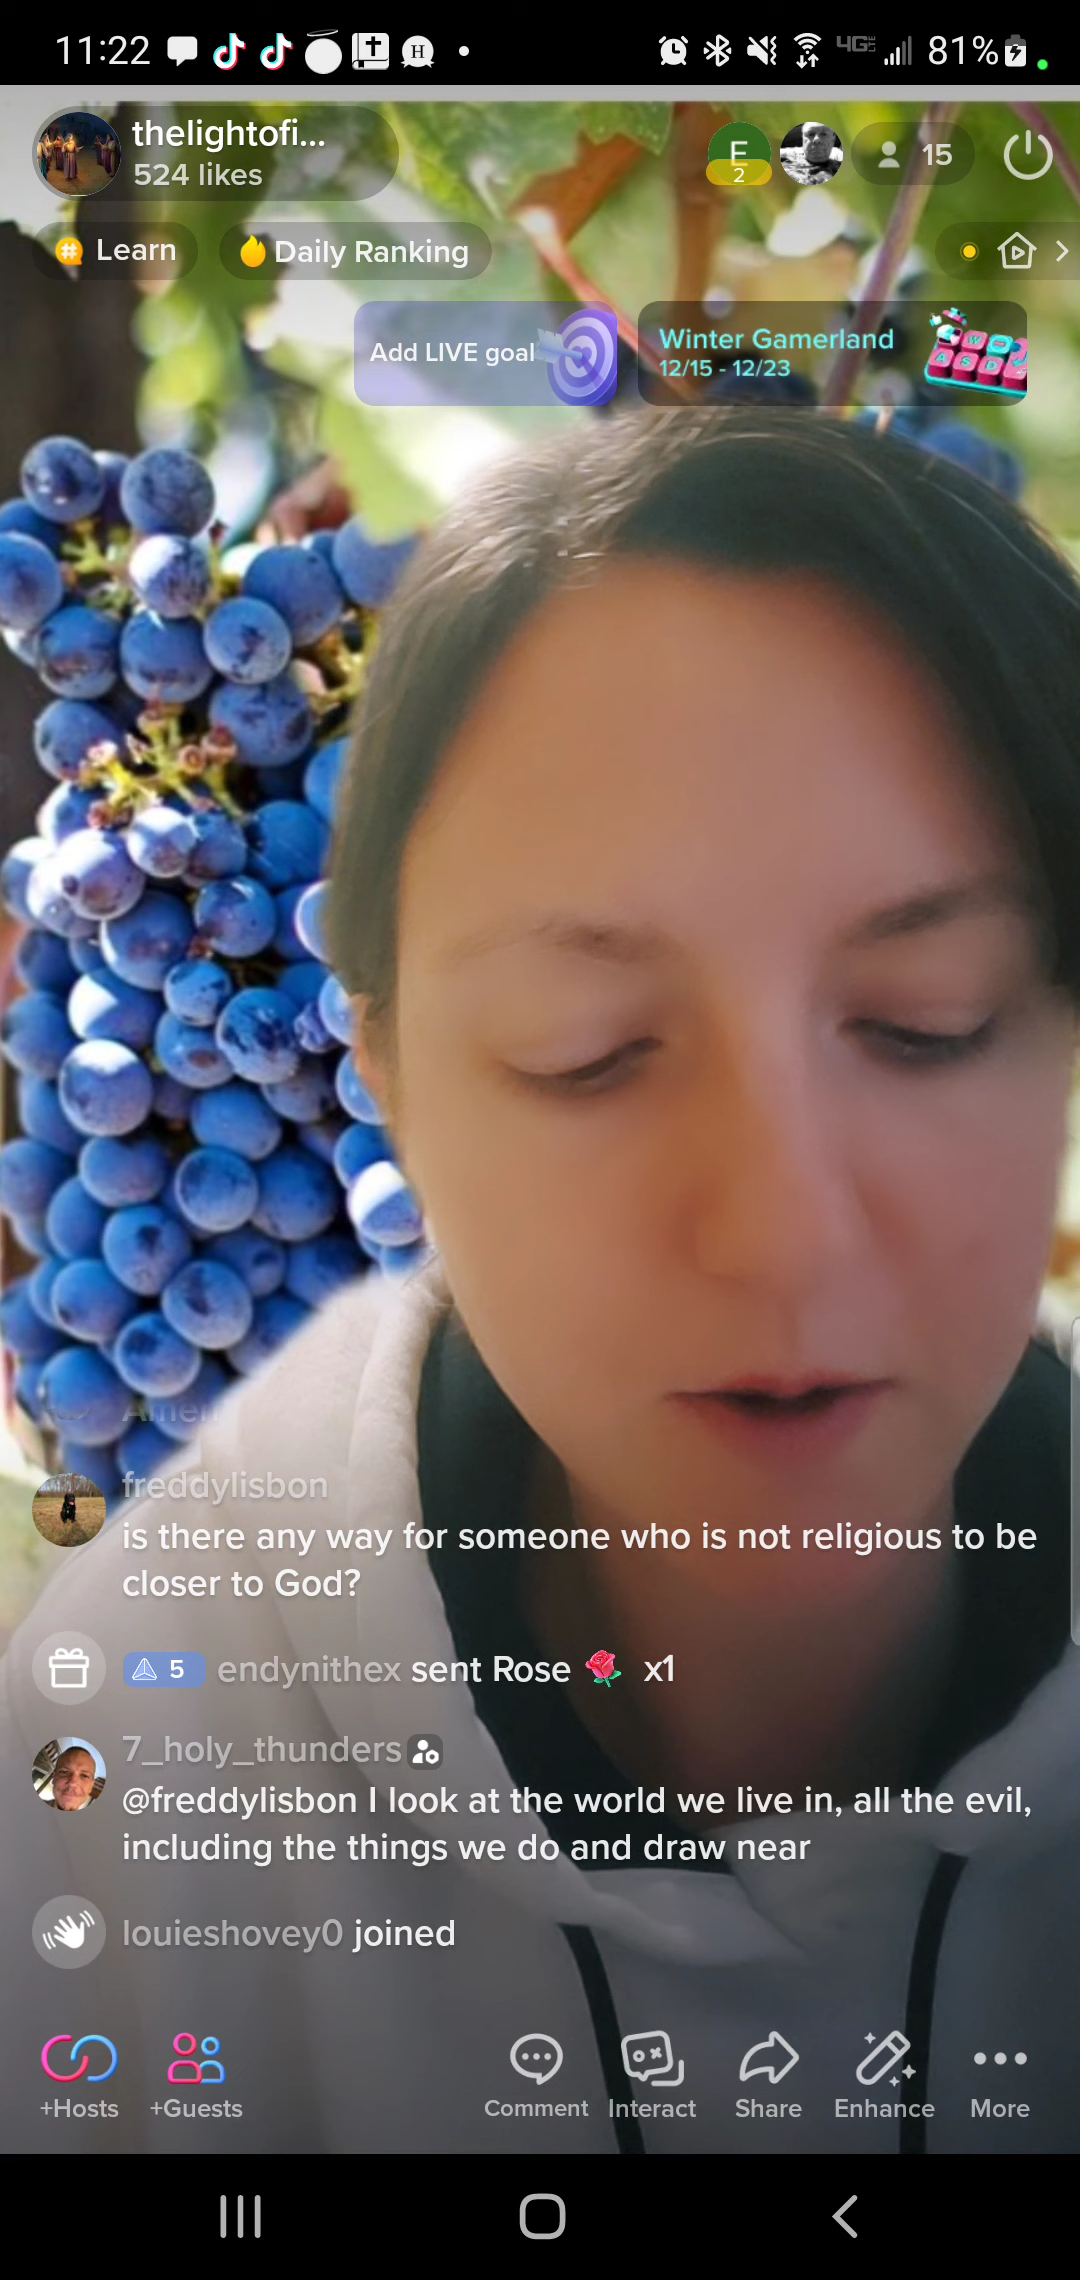 11:22
H
4G LTE
81%
thelightofi...
524 likes
E
2
15
Learn
Daily Ranking
Add LIVE goal
Winter Gamerland
12/15 - 12/23
W
A S D
Amen
freddylisbon
is there any way for someone who is not religious to be
closer to God?
5 endynithex sent Rose x1
7_holy_thunders
@freddylisbon I look at the world we live in, all the evil,
including the things we do and draw near
louieshovey0 joined
+Hosts
+Guests
Comment
Interact
Share
Enhance
More